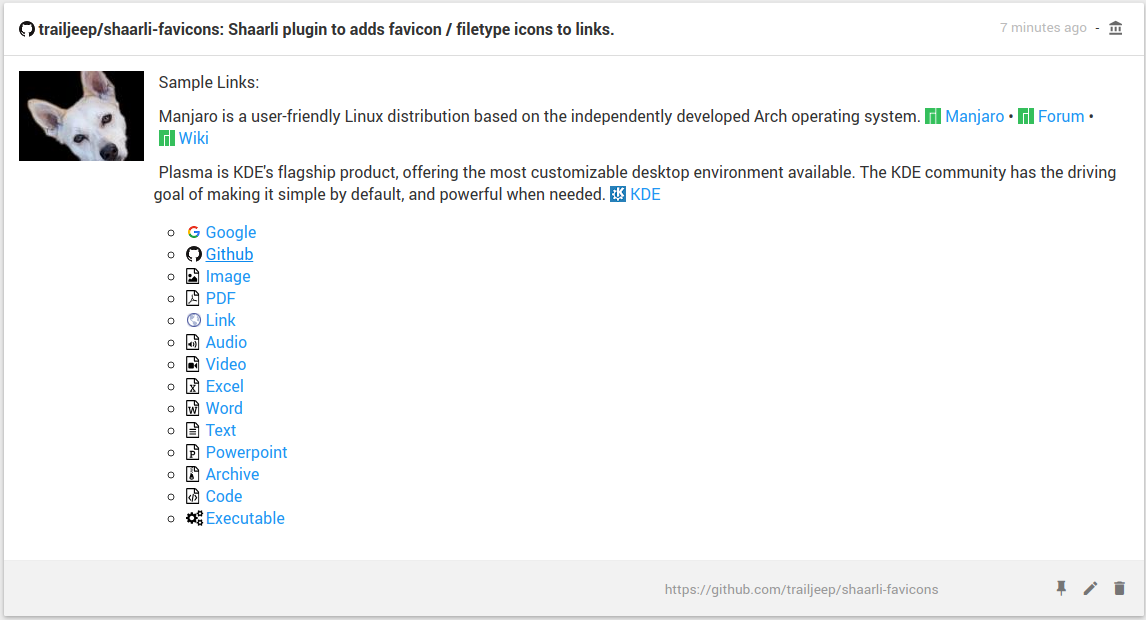 trailjeep/shaarli-favicons: Shaarli plugin to adds favicon / filetype icons to links.
7 minutes ago -
Sample Links:
Manjaro is a user-friendly Linux distribution based on the independently developed Arch operating system. Manjaro • Forum •
Wiki
Plasma is KDE's flagship product, offering the most customizable desktop environment available. The KDE community has the driving
goal of making it simple by default, and powerful when needed. KDE
Google
Github
Image
PDF
Link
Audio
Video
Excel
Word
Text
Powerpoint
Archive
Code
Executable
https://github.com/trailjeep/shaarli-favicons